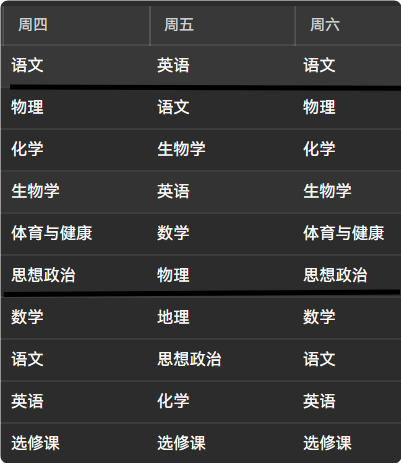 周四 周五 周六
语文 英语 语文
物理 语文 物理
化学 生物学 化学
生物学 英语 生物学
体育与健康 数学 体育与健康
思想政治 物理 思想政治
数学 地理 数学
语文 思想政治 语文
英语 化学 英语
选修课 选修课 选修课